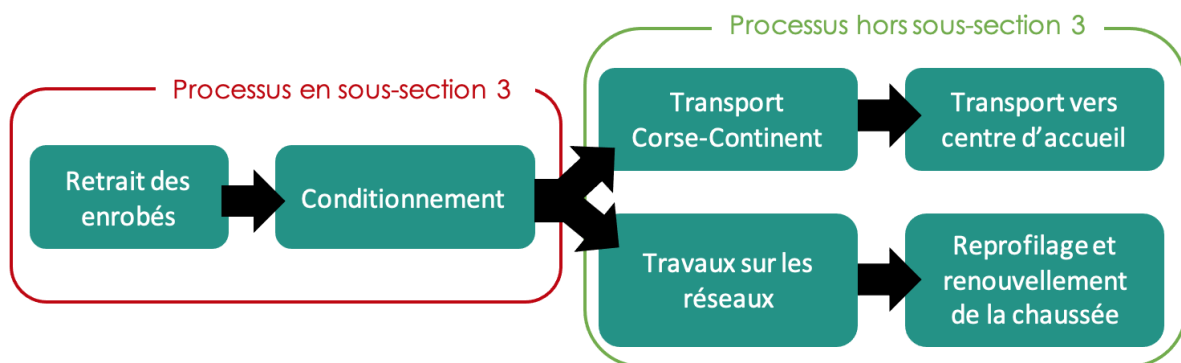 Processus hors sous-section 3
Processus en sous-section 3
Retrait des
enrobés
Conditionnement
Transport
Corse-Continent
Transport vers
centre d'accueil
Travaux sur les
réseaux
Reprofilage et
renouvellement
de la chaussée